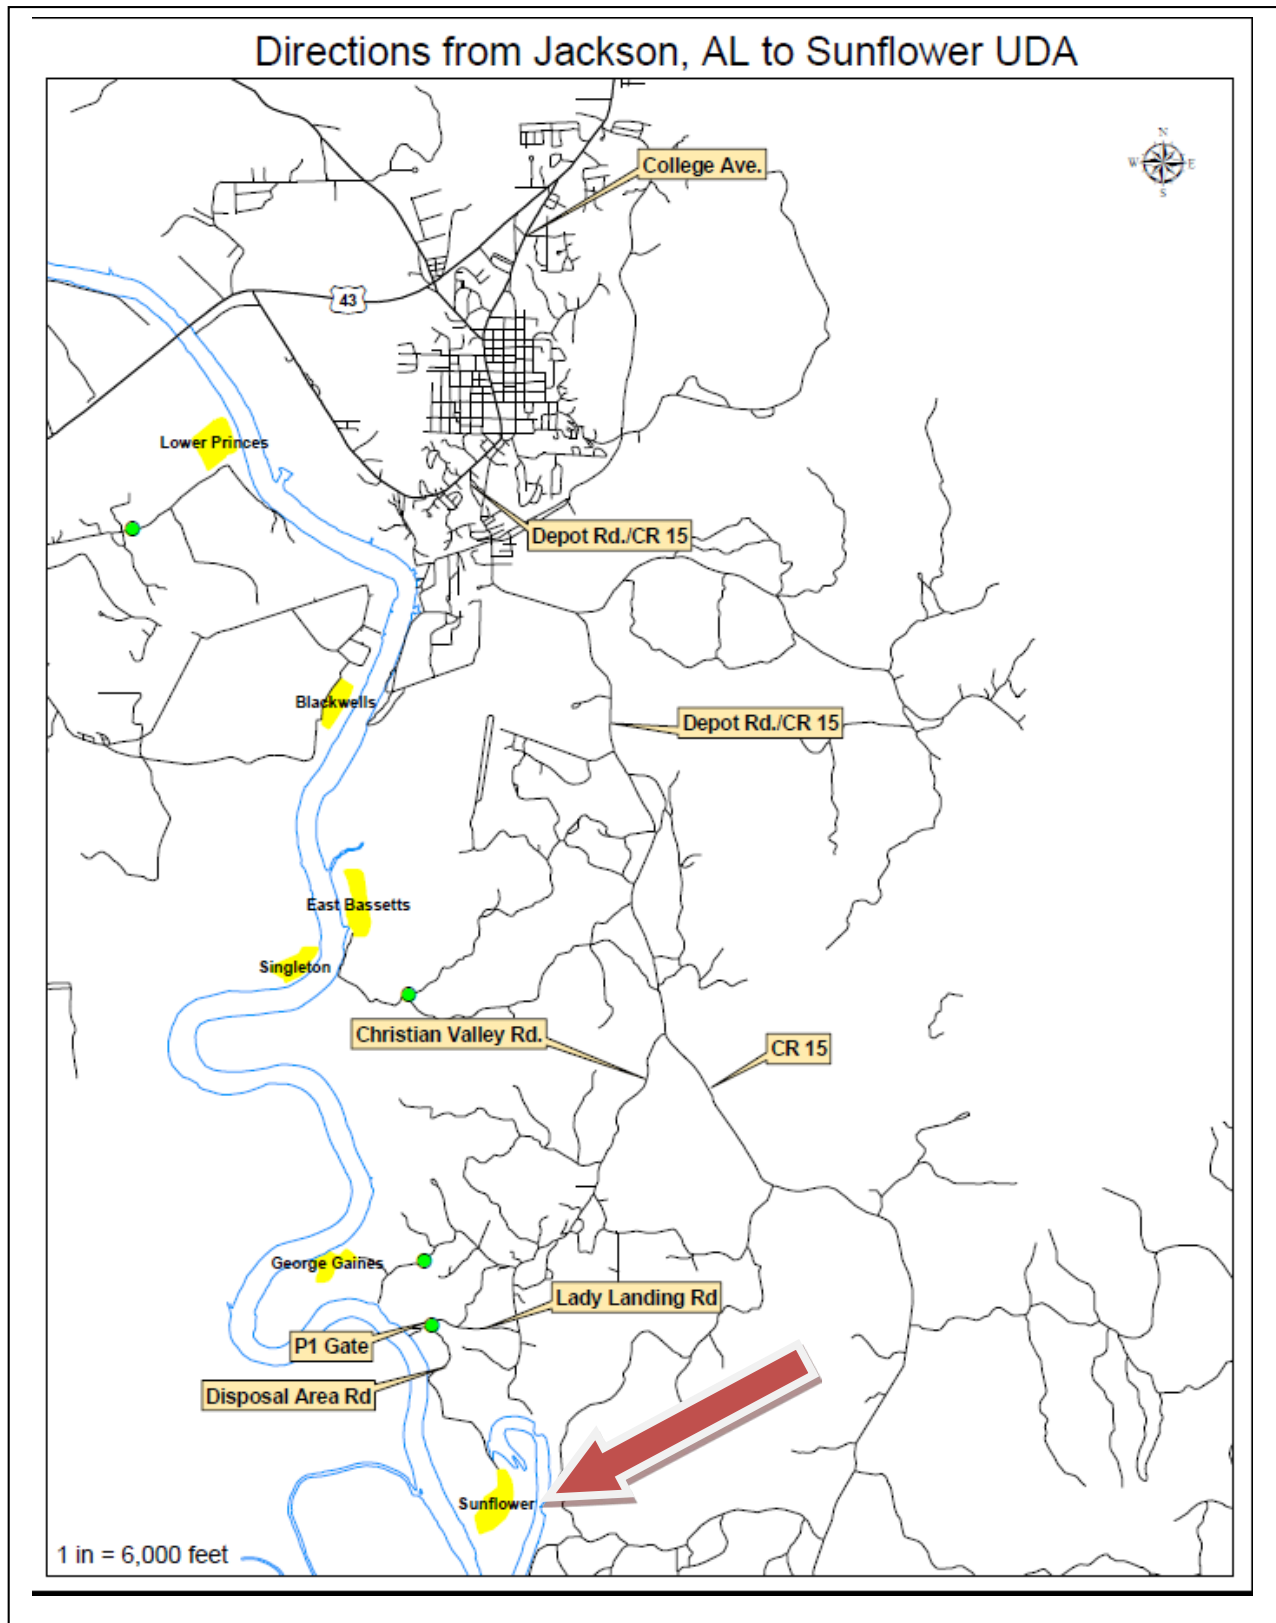 Directions from Jackson, AL to Sunflower UDA
N
W E
S
College Ave.
43
Lower Princes
Depot Rd./CR 15
Blackwells
Depot Rd./CR 15
East Bassetts
Singleton
Christian Valley Rd.
CR 15
George Gaines
Lady Landing Rd
P1 Gate
Disposal Area Rd
Sunflower
1 in = 6,000 feet